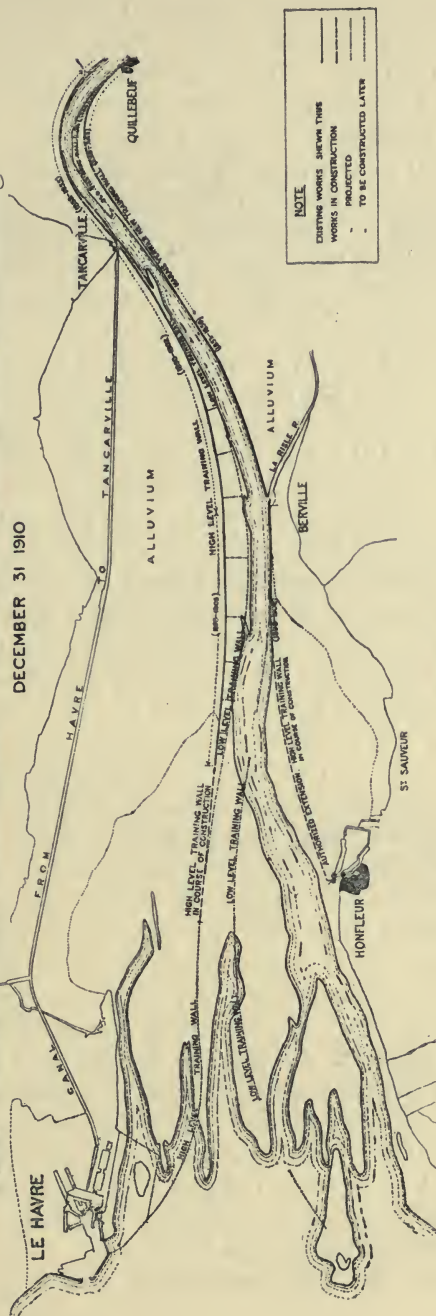 DECEMBER 31 1910
LE HAVRE
CANAL FROM HAVRE TO TANCARVILLE
ALLUVIUM
TANCARVILLE
QUILLEBEUF
HIGH LEVEL TRAINING WALL
LOW LEVEL TRAINING WALL
HIGH LEVEL TRAINING WALL
IN COURSE OF CONSTRUCTION
HIGH LEVEL TRAINING WALL
LOW LEVEL TRAINING WALL
LOW LEVEL TRAINING WALL
AUTHORIZED EXTENSION
HIGH LEVEL TRAINING WALL
IN COURSE OF CONSTRUCTION
ALLUVIUM
LA RISLE R.
BERVILLE
ST SAUVEUR
HONFLEUR
NOTE
EXISTING WORKS SHEWN THUS
WORKS IN CONSTRUCTION
" PROJECTED
" TO BE CONSTRUCTED LATER